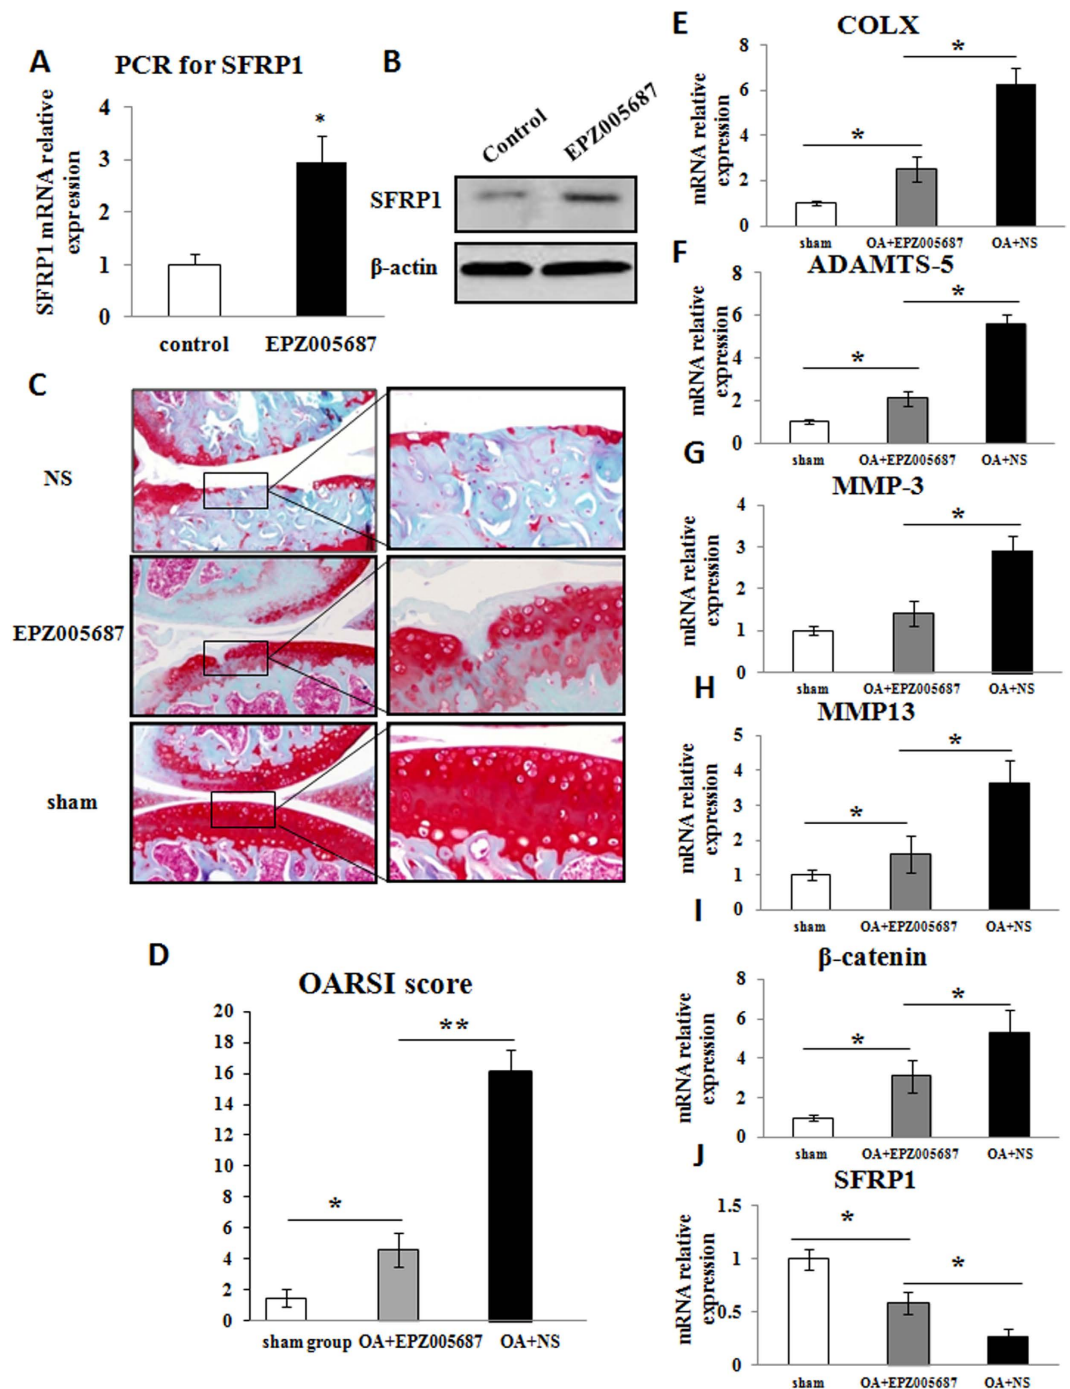 A
PCR for SFRP1
SFRP1 mRNA relative
expression
4
3
2
1
0
*
control
EPZ005687
B
Control
EPZ005687
SFRP1
β-actin
C
NS
EPZ005687
sham
D
OARSI score
20
18
16
14
12
10
8
6
4
2
0
*
**
sham group
OA+EPZ005687
OA+NS
E
COLX
mRNA relative
expression
8
6
4
2
0
*
*
sham
OA+EPZ005687
OA+NS
F
ADAMTS-5
mRNA relative
expression
8
6
4
2
0
*
*
sham
OA+EPZ005687
OA+NS
G
MMP-3
mRNA relative
expression
4
3
2
1
0
*
sham
OA+EPZ005687
OA+NS
H
MMP13
mRNA relative
expression
5
4
3
2
1
0
*
*
sham
OA+EPZ005687
OA+NS
I
β-catenin
mRNA relative
expression
8
6
4
2
0
*
*
sham
OA+EPZ005687
OA+NS
J
SFRP1
mRNA relative
expression
1.5
1
0.5
0
*
*
sham
OA+EPZ005687
OA+NS